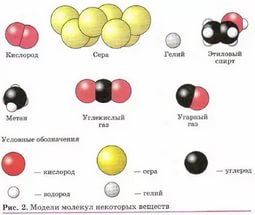 Кислород
Сера
Гелий
Этиловый
спирт
Метан
Углекислый
газ
Угарный
газ
Условные обозначения
— кислород
— сера
— углерод
— водород
— гелий
Рис. 2. Модели молекул некоторых веществ